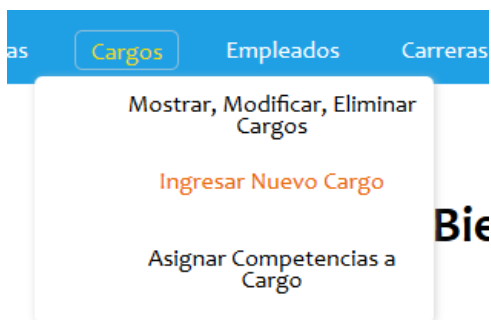 as Cargos Empleados Carreras
Mostrar, Modificar, Eliminar
Cargos
Ingresar Nuevo Cargo
Bie
Asignar Competencias a
Cargo